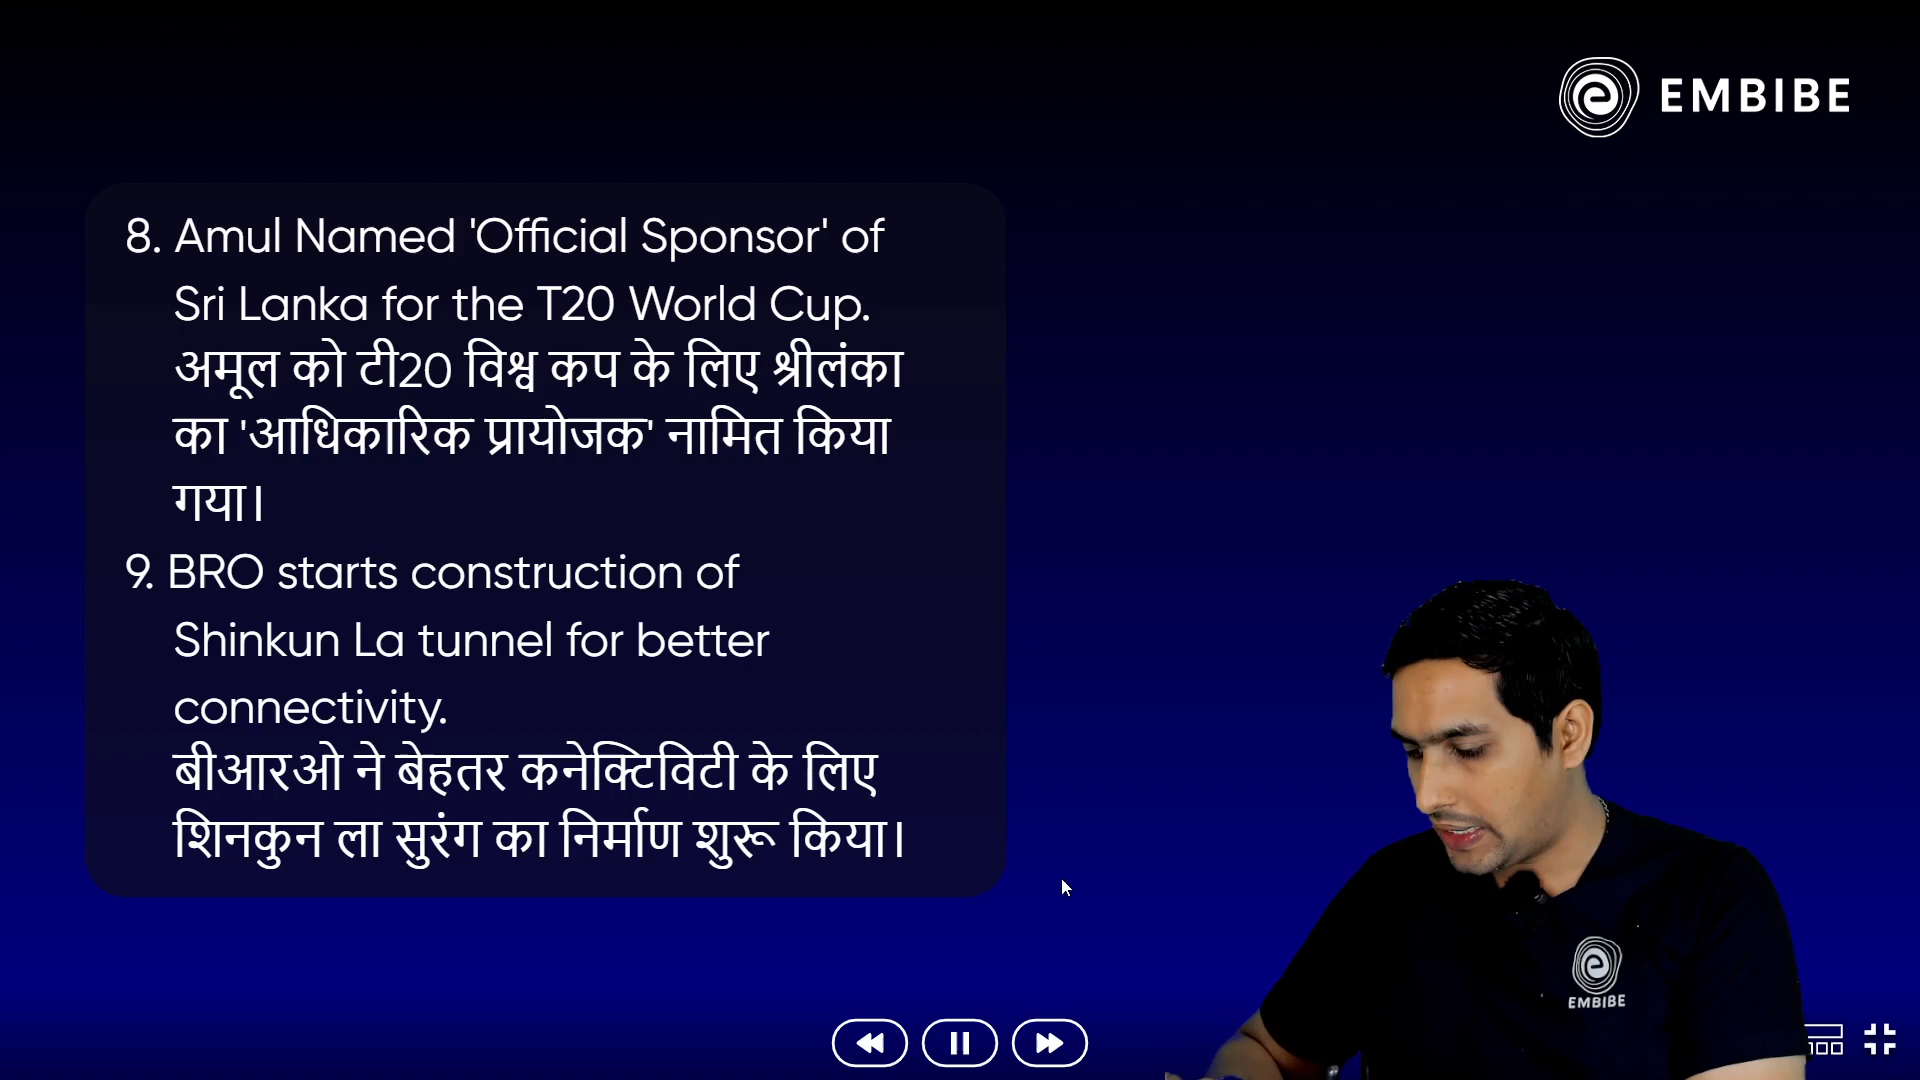 EMBIBE
8. Amul Named 'Official Sponsor' of
Sri Lanka for the T20 World Cup.
अमूल को टी20 विश्व कप के लिए श्रीलंका
का 'आधिकारिक प्रायोजक' नामित किया
गया।
9. BRO starts construction of
Shinkun La tunnel for better
connectivity.
बीआरओ ने बेहतर कनेक्टिविटी के लिए
शिनकुन ला सुरंग का निर्माण शुरू किया।
EMBIBE